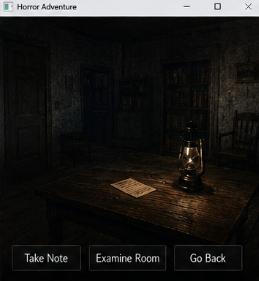 Horror Adventure
Take Note
Examine Room
Go Back